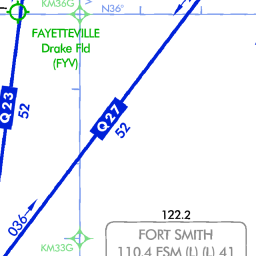 KM36G
N36°
FAYETTEVILLE
Drake Fld
(FYV)
Q23
52
Q27
52
036
122.2
FORT SMITH
KM33G
110.4 FSM (L) (L) 41